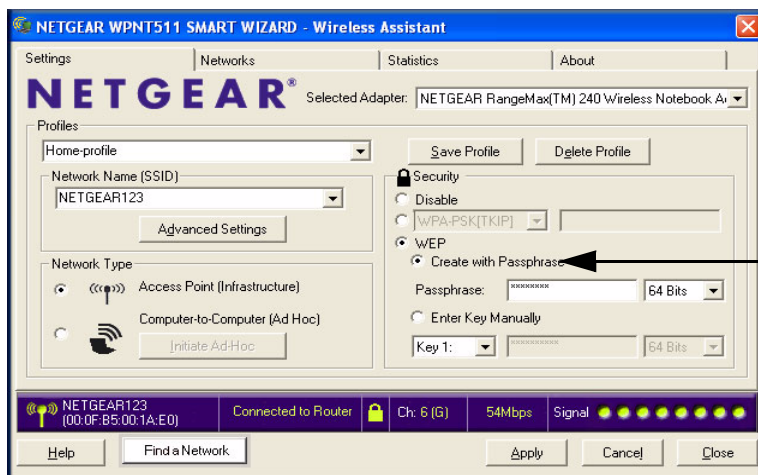 NETGEAR WPNT511 SMART WIZARD - Wireless Assistant
Settings Networks Statistics About
NETGEAR® Selected Adapter: NETGEAR RangeMax(TM) 240 Wireless Notebook
Profiles
Home-profile Save Profile Delete Profile
Network Name (SSID) Security
NETGEAR123 Disable
WPA-PSK[TKIP]
Advanced Settings WEP
Network Type Create with Passphrase
Access Point (Infrastructure) Passphrase: ******** 64 Bits
Computer-to-Computer (Ad Hoc) Enter Key Manually
Initiate Ad-Hoc Key 1: ********** 64 Bits
NETGEAR123 Connected to Router Ch: 6 (G) 54Mbps Signal
(00:0F:B5:00:1A:E0)
Help Find a Network Apply Cancel Close